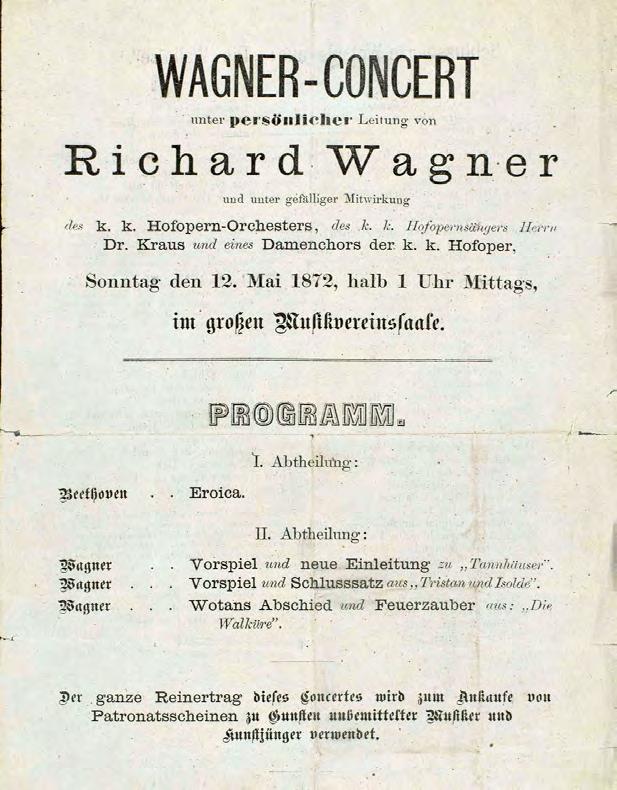 WAGNER-CONCERT
unter persönlicher Leitung von
Richard Wagner
und unter gefälliger Mitwirkung
des k. k. Hofopern-Orchesters, des k. k. Hofopernsängers Herrn
Dr. Kraus und eines Damenchors der k. k. Hofoper,
Sonntag den 12. Mai 1872, halb 1 Uhr Mittags,
im großen Musikvereinssaale.
PROGRAMM.
I. Abtheilung:
Beethoven . . Eroica.
II. Abtheilung:
Wagner . . Vorspiel und neue Einleitung zu „Tannhäuser".
Wagner . . . Vorspiel und Schlusssatz aus „Tristan und Isolde".
Wagner . . . Wotans Abschied und Feuerzauber aus: „Die
Walküre".
Der ganze Reinertrag dieses Concertes wird zum Ankaufe von
Patronatsscheinen zu Gunsten unbemittelter Musiker und
Kunstjünger verwendet.